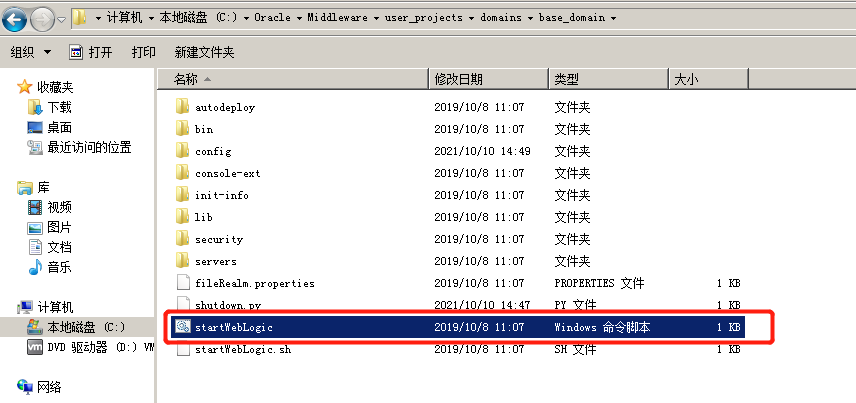 计算机 ▸ 本地磁盘 (C:) ▸ Oracle ▸ Middleware ▸ user_projects ▸ domains ▸ base_domain ▸
组织 打开 打印 新建文件夹
名称 修改日期 类型 大小
收藏夹
下载
桌面
最近访问的位置
库
视频
图片
文档
音乐
计算机
本地磁盘 (C:)
DVD 驱动器 (D:) VM
网络
autodeploy 2019/10/8 11:07 文件夹
bin 2019/10/8 11:07 文件夹
config 2021/10/10 14:49 文件夹
console-ext 2019/10/8 11:07 文件夹
init-info 2019/10/8 11:07 文件夹
lib 2019/10/8 11:07 文件夹
security 2019/10/8 11:07 文件夹
servers 2019/10/8 11:07 文件夹
fileRealm.properties 2019/10/8 11:07 PROPERTIES 文件 1 KB
shutdown.py 2021/10/10 14:47 PY 文件 1 KB
startWebLogic 2019/10/8 11:07 Windows 命令脚本 1 KB
startWebLogic.sh 2019/10/8 11:07 SH 文件 1 KB